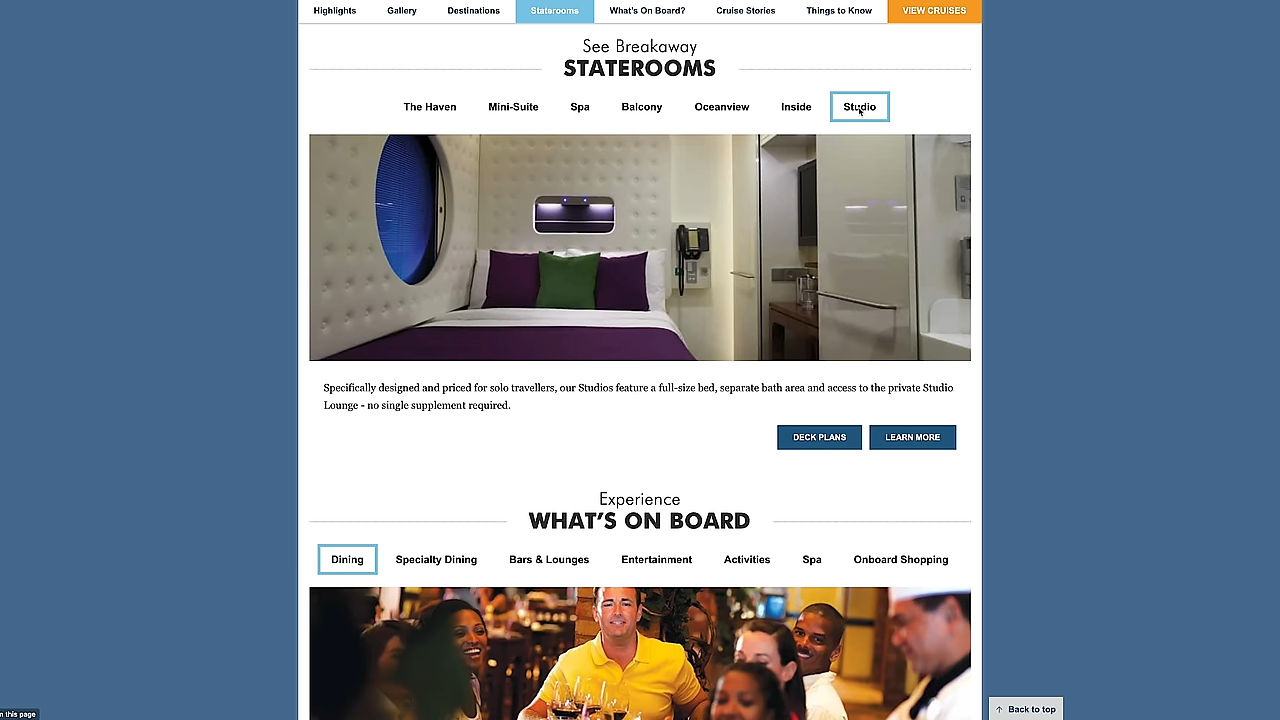 Highlights Gallery Destinations Staterooms What's On Board? Cruise Stories Things to Know VIEW CRUISES
See Breakaway
STATEROOMS
The Haven Mini-Suite Spa Balcony Oceanview Inside Studio
Specifically designed and priced for solo travellers, our Studios feature a full-size bed, separate bath area and access to the private Studio
Lounge - no single supplement required.
DECK PLANS LEARN MORE
Experience
WHAT'S ON BOARD
Dining Specialty Dining Bars & Lounges Entertainment Activities Spa Onboard Shopping
↑ Back to top
n this page